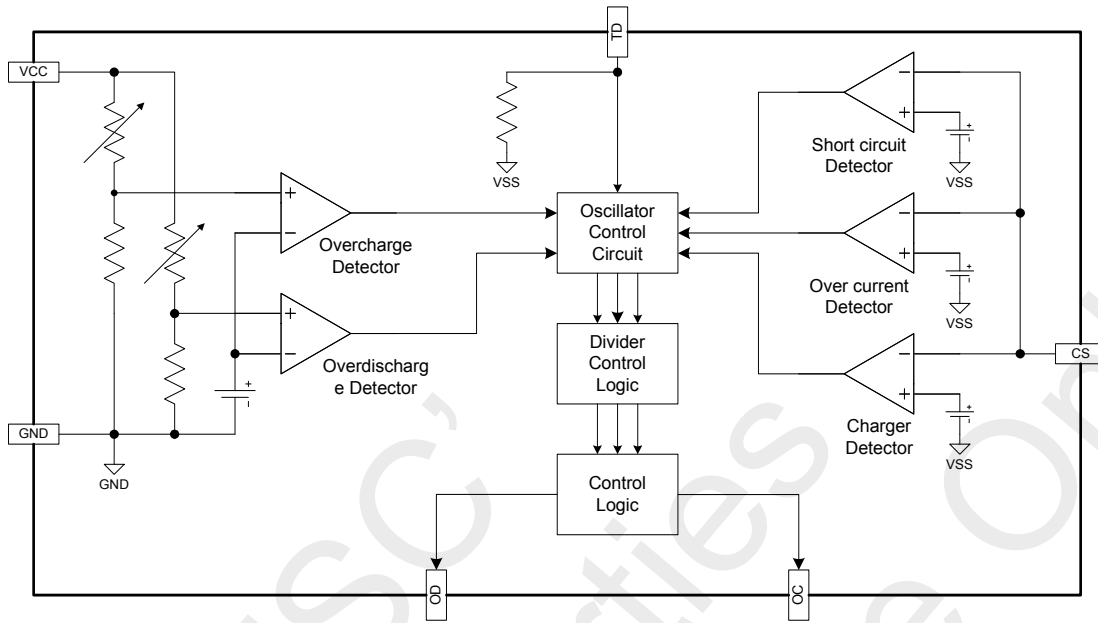 TD
VCC
+
−
Overcharge
Detector
+
−
Overdischarg
e Detector
+
-
GND
GND
VSS
Oscillator
Control
Circuit
Divider
Control
Logic
Control
Logic
−
+
Short circuit
Detector
+
-
VSS
−
+
Over current
Detector
+
-
VSS
−
+
Charger
Detector
+
-
VSS
CS
OD
OC